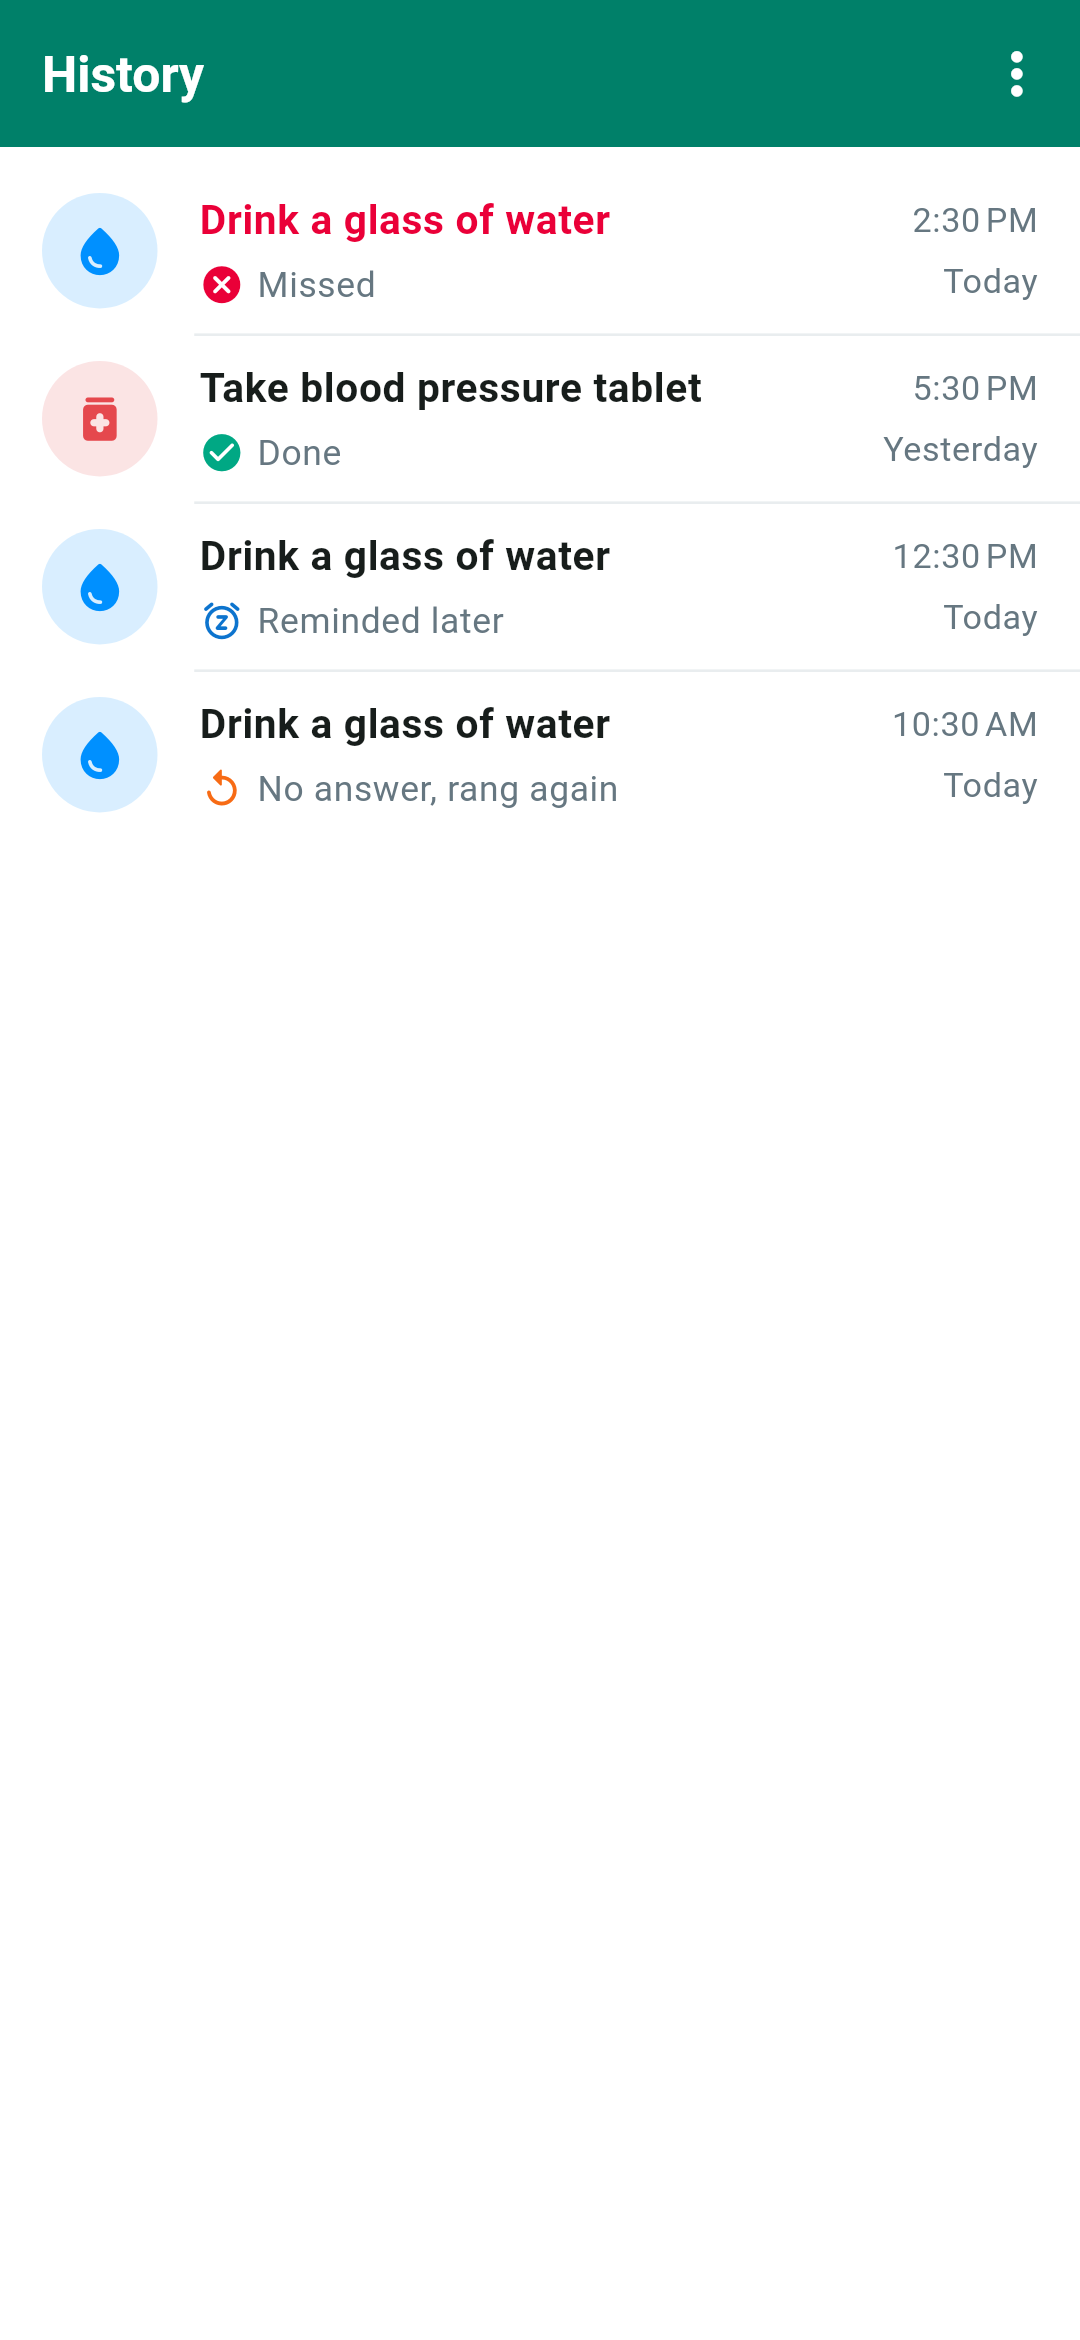 History
Drink a glass of water
2:30 PM
Missed
Today
Take blood pressure tablet
5:30 PM
Done
Yesterday
Drink a glass of water
12:30 PM
Reminded later
Today
Drink a glass of water
10:30 AM
No answer, rang again
Today